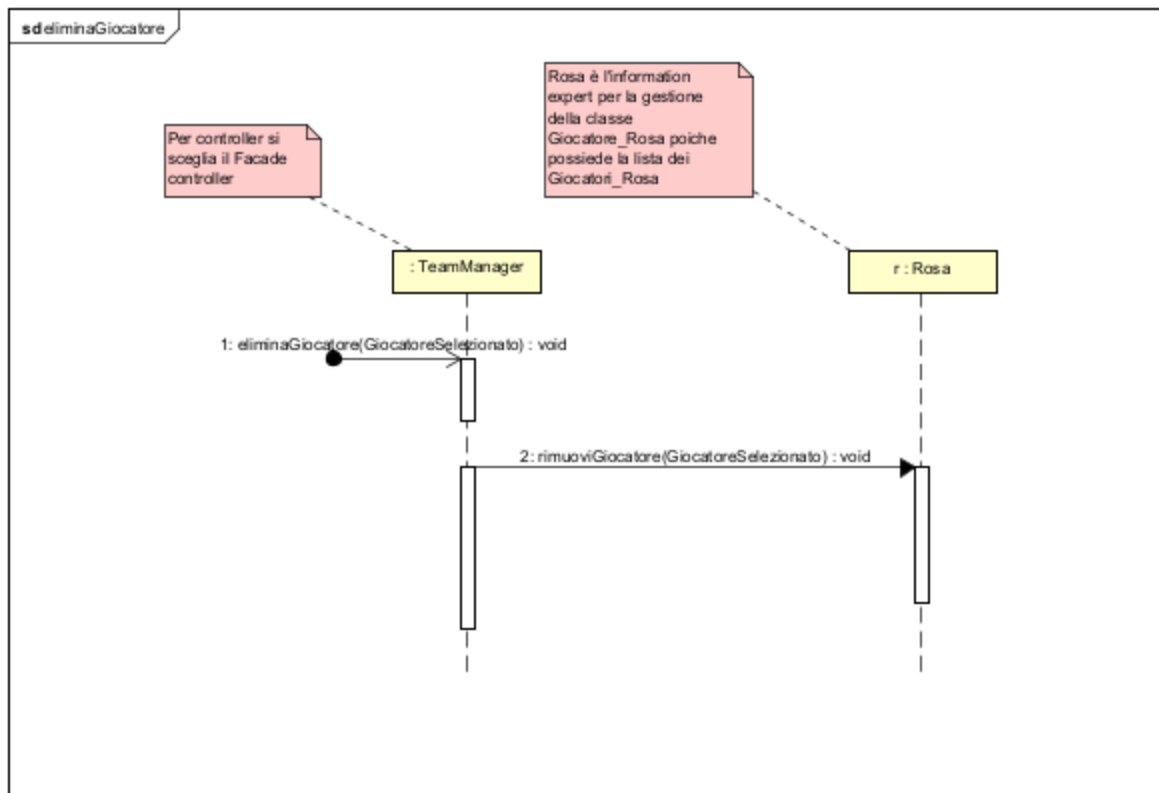 sd eliminaGiocatore
Rosa è l'information
expert per la gestione
della classe
Giocatore_Rosa poiche
possiede la lista dei
Giocatori_Rosa
Per controller si
sceglia il Facade
controller
: TeamManager
r : Rosa
1: eliminaGiocatore(GiocatoreSelezionato) : void
2: rimuoviGiocatore(GiocatoreSelezionato) : void